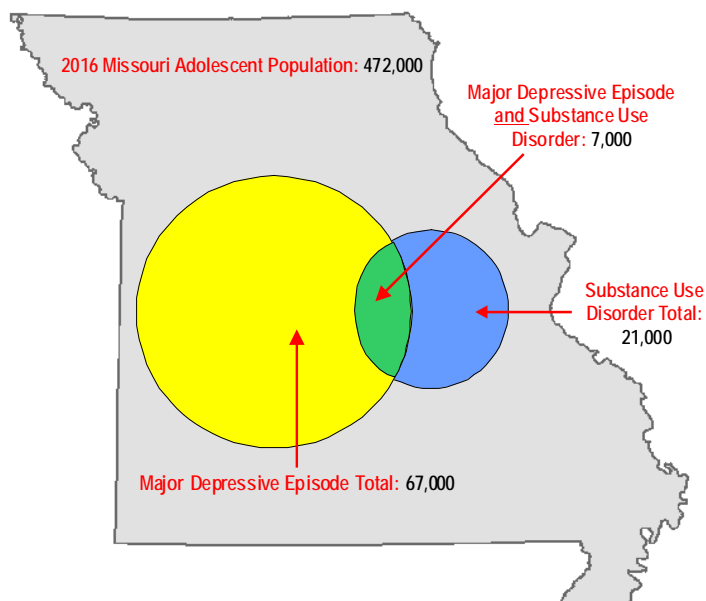 2016 Missouri Adolescent Population: 472,000
Major Depressive Episode
and Substance Use
Disorder: 7,000
Substance Use
Disorder Total:
21,000
Major Depressive Episode Total: 67,000